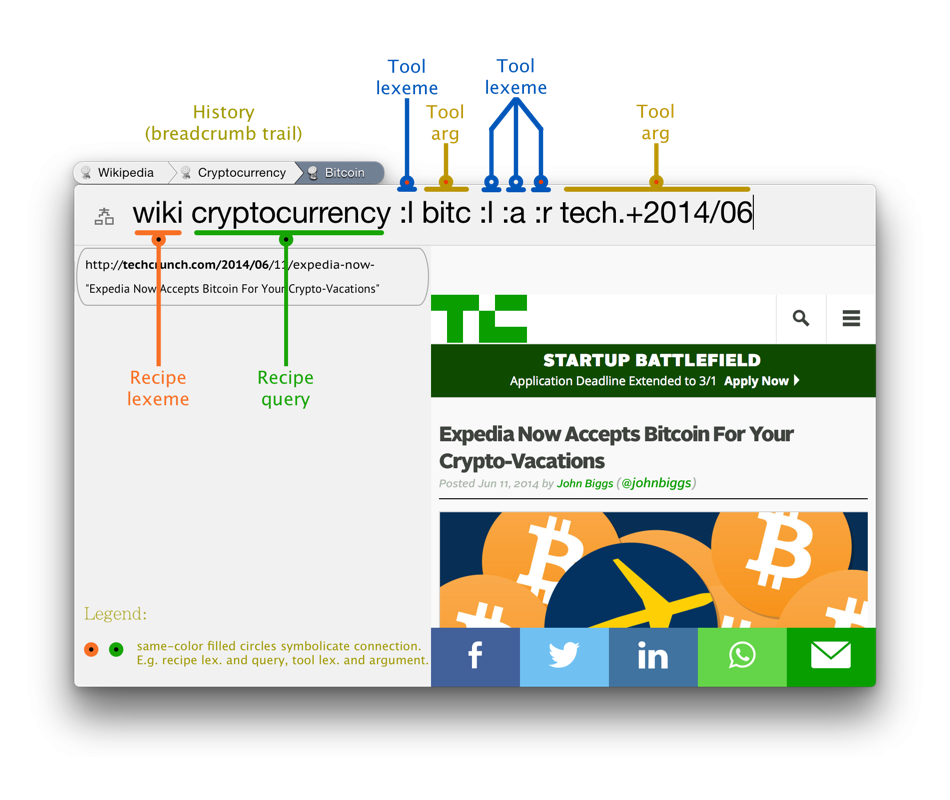 Tool
lexeme
Tool
lexeme
History
(breadcrumb trail)
Tool
arg
Tool
arg
Wikipedia
Cryptocurrency
Bitcoin
wiki cryptocurrency :l bitc :l :a :r tech.+2014/06
http://techcrunch.com/2014/06/11/expedia-now-
"Expedia Now Accepts Bitcoin For Your Crypto-Vacations"
TC
STARTUP BATTLEFIELD
Application Deadline Extended to 3/1 Apply Now
Recipe
lexeme
Recipe
query
Expedia Now Accepts Bitcoin For Your
Crypto-Vacations
Posted Jun 11, 2014 by John Biggs (@johnbiggs)
Legend:
same-color filled circles symbolicate connection.
E.g. recipe lex. and query, tool lex. and argument.